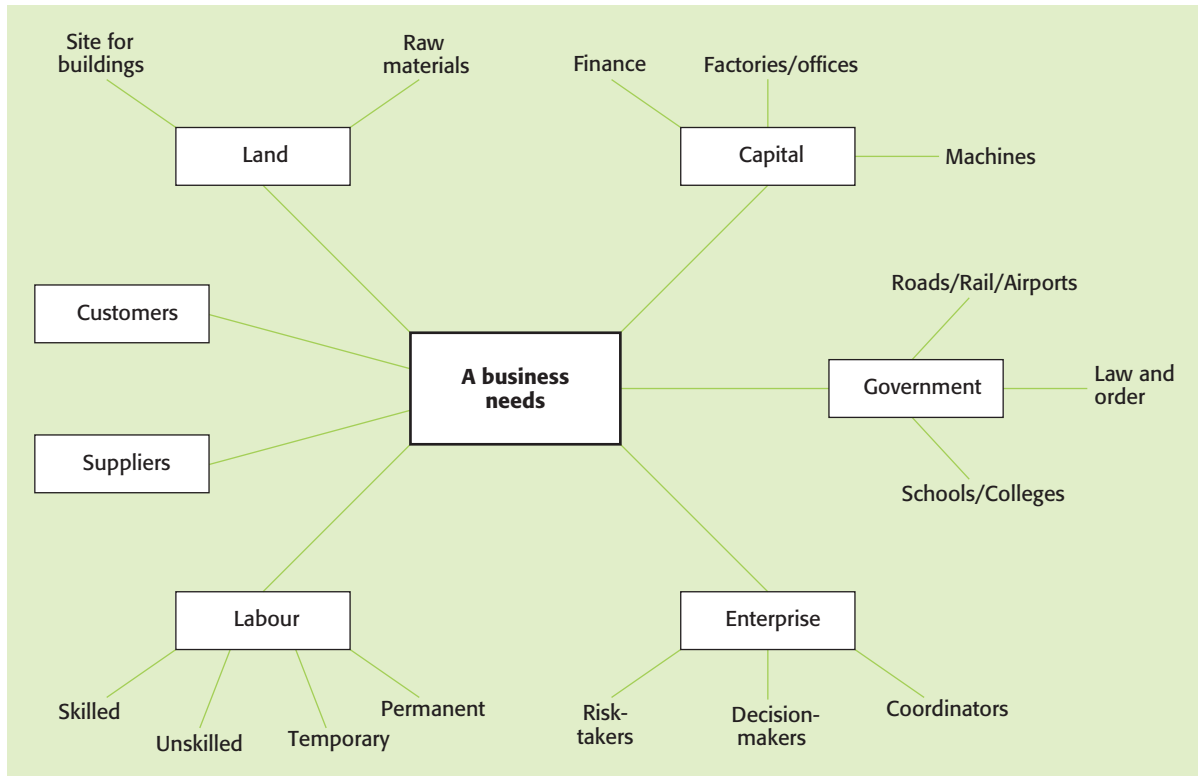 Site for
buildings
Raw
materials
Land
Finance
Factories/offices
Capital
Machines
Customers
Suppliers
A business
needs
Roads/Rail/Airports
Government
Law and
order
Schools/Colleges
Labour
Skilled
Unskilled
Temporary
Permanent
Enterprise
Risk-
takers
Decision-
makers
Coordinators